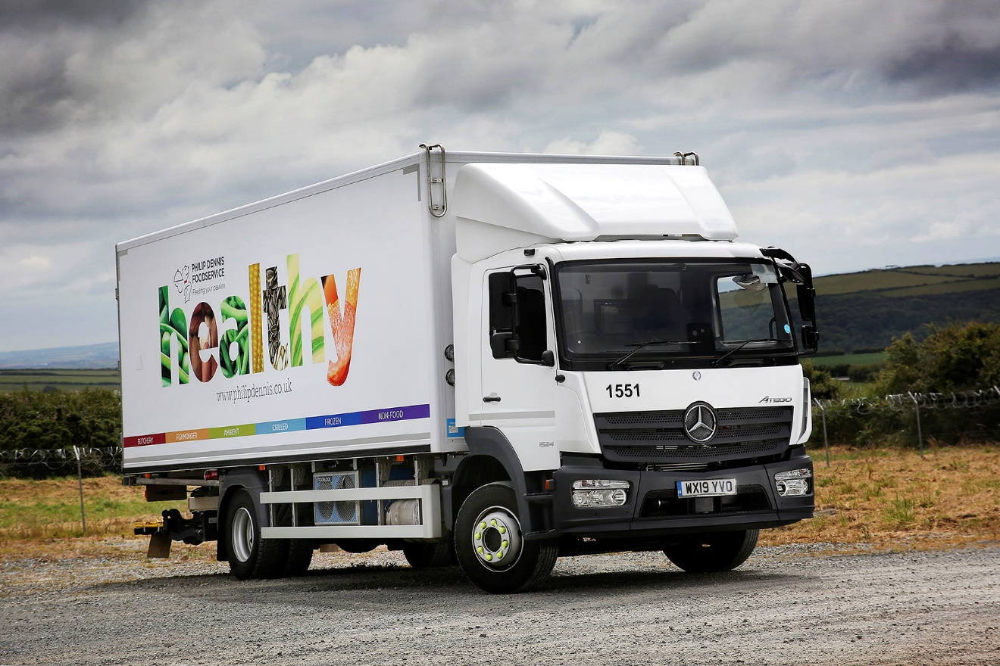 PHILIP DENNIS
FOODSERVICE
Feeding your passion
healthy
www.philipdennis.co.uk
BUTCHERY FISHMONGER AMBIENT CHILLED FROZEN NON-FOOD
1551
ATEGO
1524
WX19 YVO